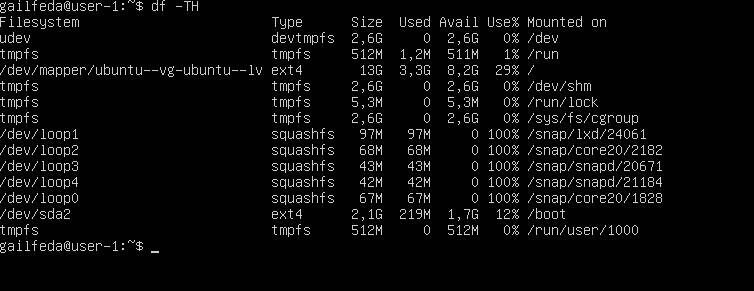 gailfeda@user-1:~$ df -TH
Filesystem                        Type      Size  Used Avail Use% Mounted on
udev                              devtmpfs  2,6G     0  2,6G   0% /dev
tmpfs                             tmpfs     512M  1,2M  511M   1% /run
/dev/mapper/ubuntu--vg-ubuntu--lv ext4       13G  3,3G  8,2G  29% /
tmpfs                             tmpfs     2,6G     0  2,6G   0% /dev/shm
tmpfs                             tmpfs     5,3M     0  5,3M   0% /run/lock
tmpfs                             tmpfs     2,6G     0  2,6G   0% /sys/fs/cgroup
/dev/loop1                        squashfs   97M   97M     0 100% /snap/lxd/24061
/dev/loop2                        squashfs   68M   68M     0 100% /snap/core20/2182
/dev/loop3                        squashfs   43M   43M     0 100% /snap/snapd/20671
/dev/loop4                        squashfs   42M   42M     0 100% /snap/snapd/21184
/dev/loop0                        squashfs   67M   67M     0 100% /snap/core20/1828
/dev/sda2                         ext4      2,1G  219M  1,7G  12% /boot
tmpfs                             tmpfs     512M     0  512M   0% /run/user/1000
gailfeda@user-1:~$ _